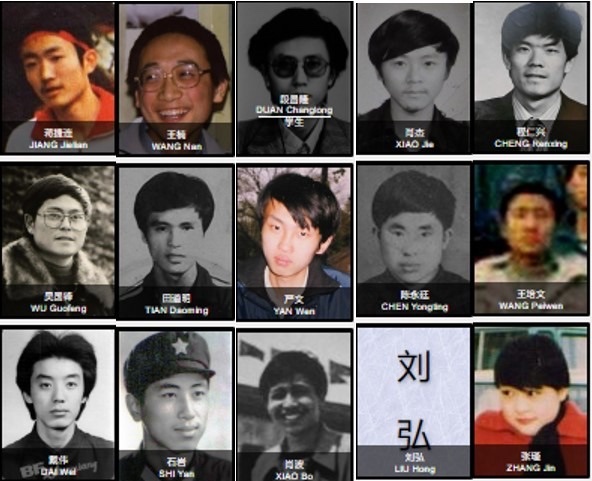 蒋捷连
JIANG Jielian
王楠
WANG Nan
段昌隆
DUAN Changlong
学生
肖杰
XIAO Jie
程仁兴
CHENG Renxing
吴国锋
WU Guofeng
田道明
TIAN Daoming
严文
YAN Wen
陈永廷
CHEN Yongting
王培文
WANG Peiwen
戴伟
DAI Wei
石岩
SHI Yan
肖波
XIAO Bo
刘
弘
刘弘
LIU Hong
张瑾
ZHANG Jin